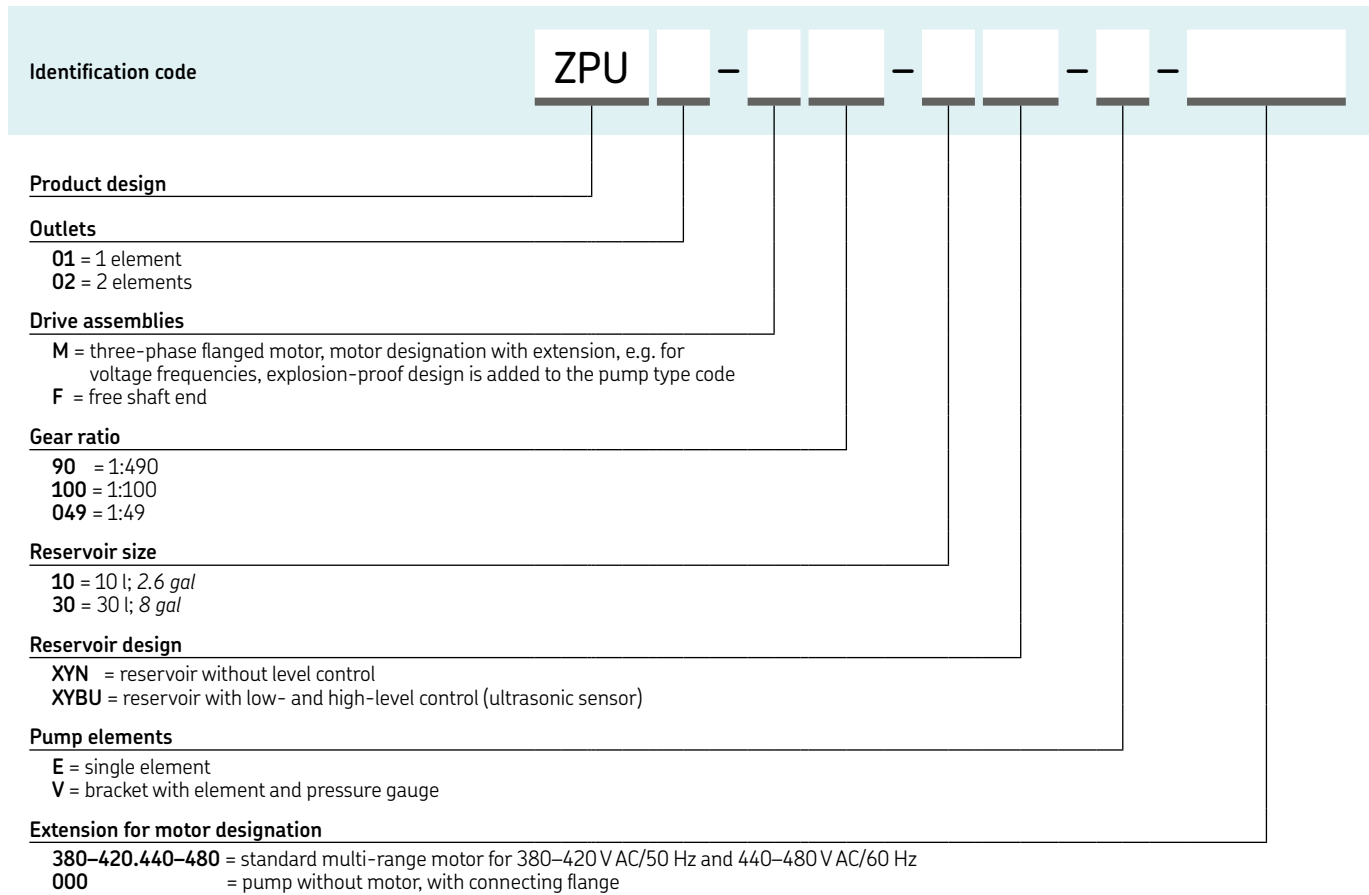 Identification code ZPU – – – –
Product design
Outlets
01 = 1 element
02 = 2 elements
Drive assemblies
M = three-phase flanged motor, motor designation with extension, e.g. for
voltage frequencies, explosion-proof design is added to the pump type code
F = free shaft end
Gear ratio
90 = 1:490
100 = 1:100
049 = 1:49
Reservoir size
10 = 10 l; 2.6 gal
30 = 30 l; 8 gal
Reservoir design
XYN = reservoir without level control
XYBU = reservoir with low- and high-level control (ultrasonic sensor)
Pump elements
E = single element
V = bracket with element and pressure gauge
Extension for motor designation
380–420.440–480 = standard multi-range motor for 380–420 V AC/50 Hz and 440–480 V AC/60 Hz
000 = pump without motor, with connecting flange